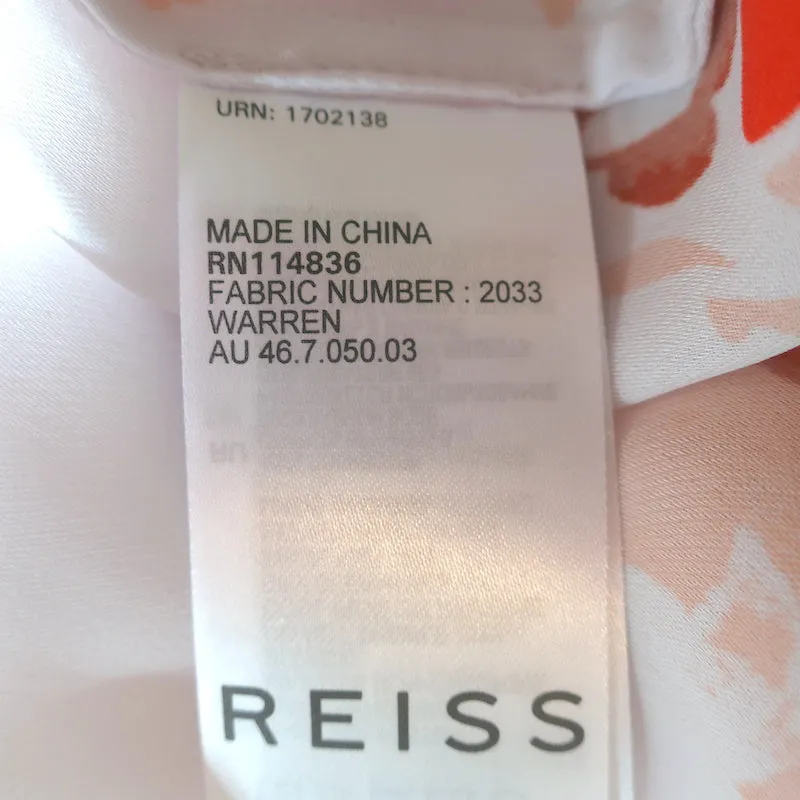 URN: 1702138
MADE IN CHINA
RN114836
FABRIC NUMBER : 2033
WARREN
AU 46.7.050.03
REISS